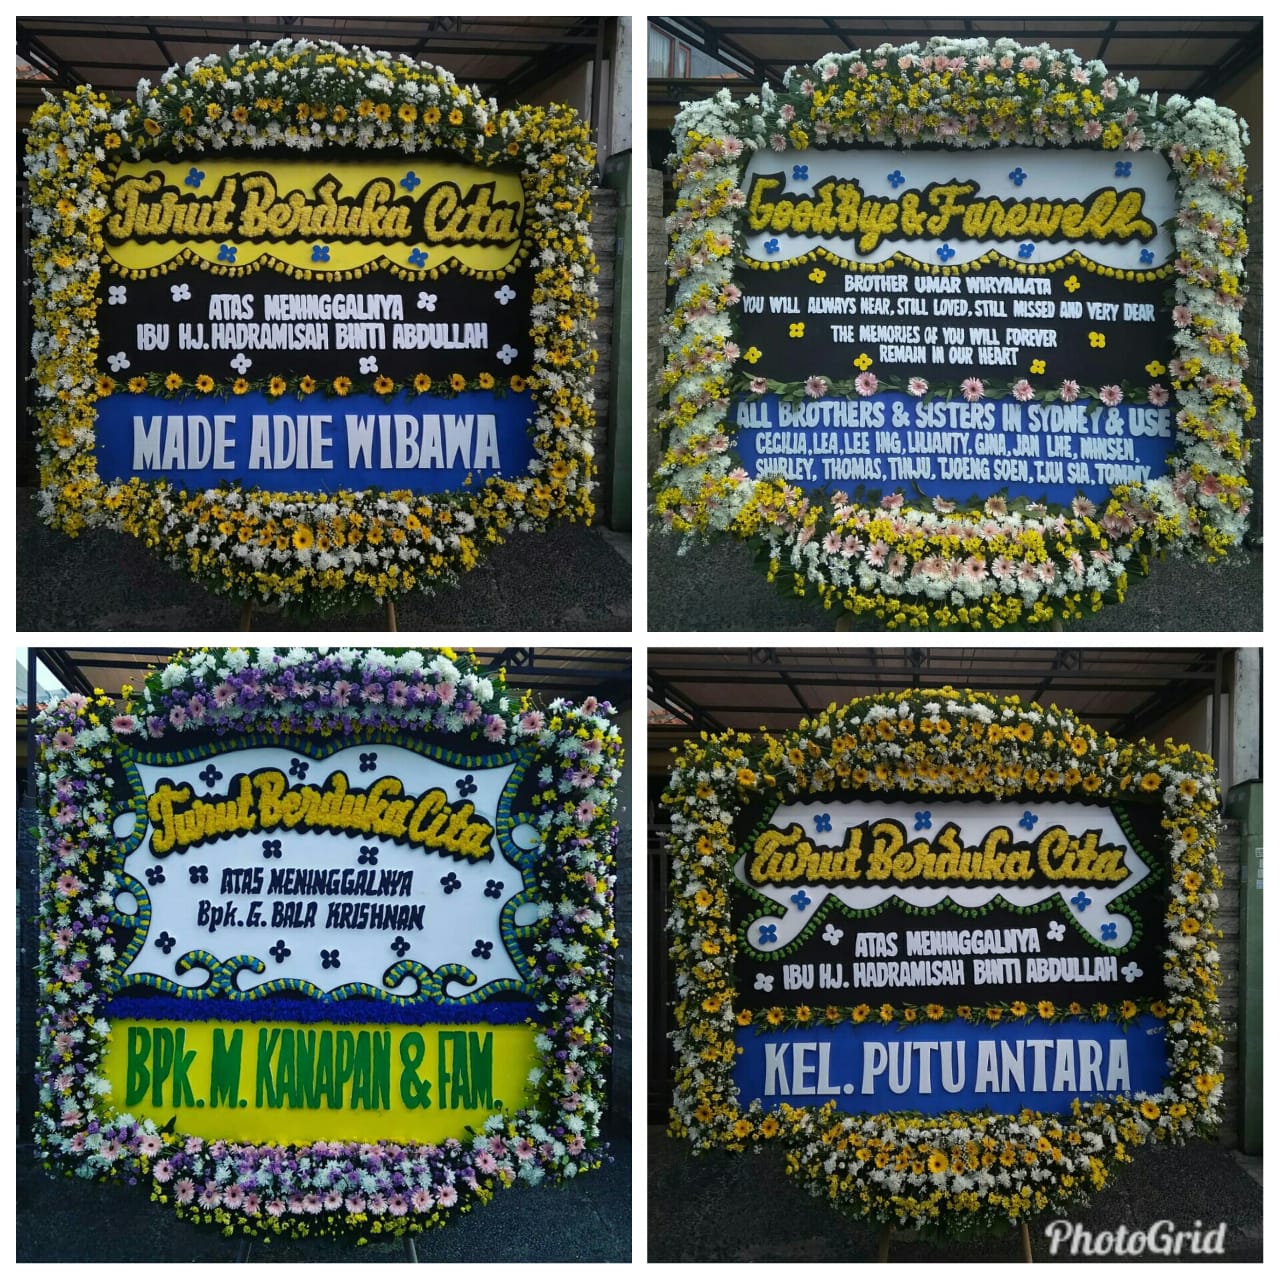 Turut Berduka Cita
ATAS MENINGGALNYA
IBU HJ. HADRAMISAH BINTI ABDULLAH
MADE ADIE WIBAWA
GoodBye & Farewell
BROTHER UMAR WIRYANATA
YOU WILL ALWAYS NEAR, STILL LOVED, STILL MISSED AND VERY DEAR
THE MEMORIES OF YOU WILL FOREVER
REMAIN IN OUR HEART
ALL BROTHERS & SISTERS IN SYDNEY & USE
CECILIA, LEA, LEE ING, LILIANTY, GINA, JAN LHE, MINSEN,
SHIRLEY, THOMAS, TINJU, TJOENG SOEN, TJUI SIA, TOMMY
Turut Berduka Cita
ATAS MENINGGALNYA
Bpk. G. BALA KRISHNAN
BPk. M. KANAPAN & FAM.
Turut Berduka Cita
ATAS MENINGGALNYA
IBU HJ. HADRAMISAH BINTI ABDULLAH
KEL. PUTU ANTARA
PhotoGrid